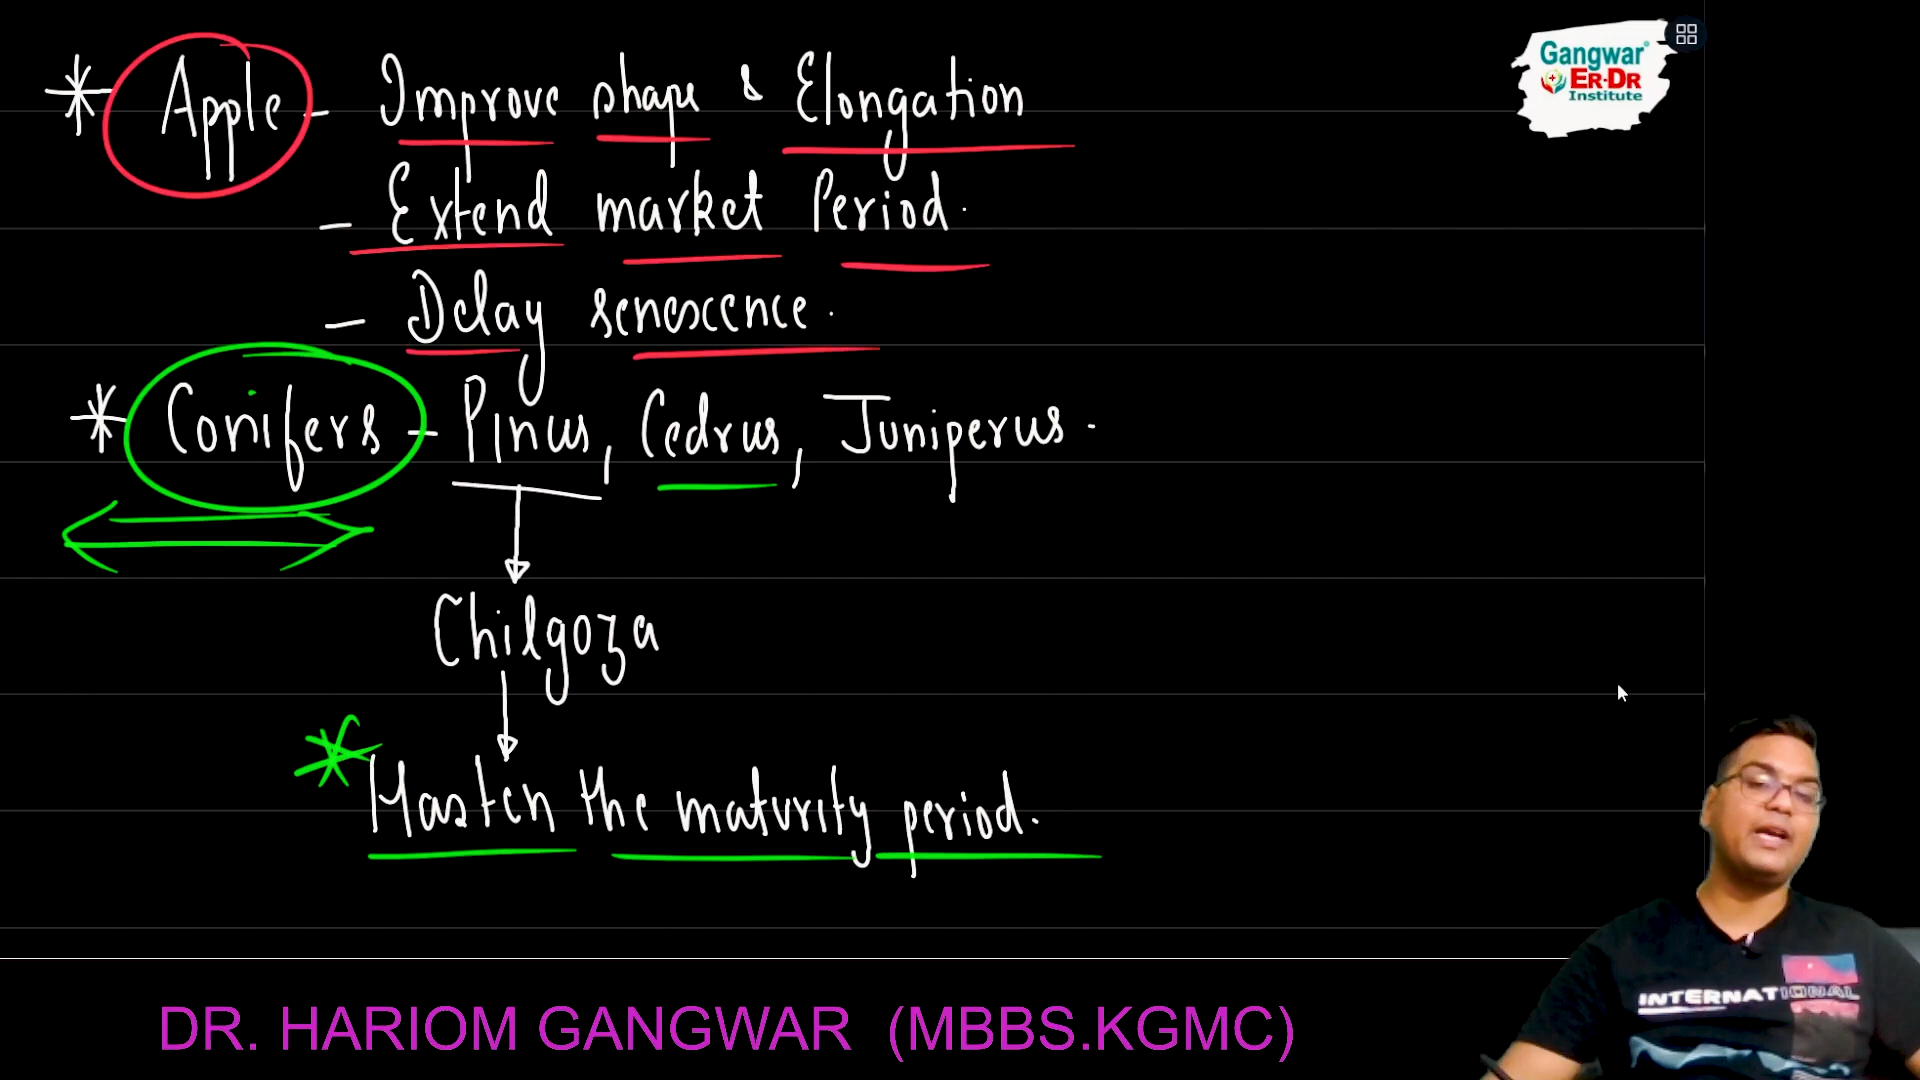 * Apple - Improve shape & Elongation
- Extend market Period.
- Delay senescence.
* Conifers - Pinus, Cedrus, Juniperus.
Chilgoza
* Hasten the maturity period.
Gangwar
ER-DR
Institute
INTERNATIONAL
DR. HARIOM GANGWAR (MBBS.KGMC)